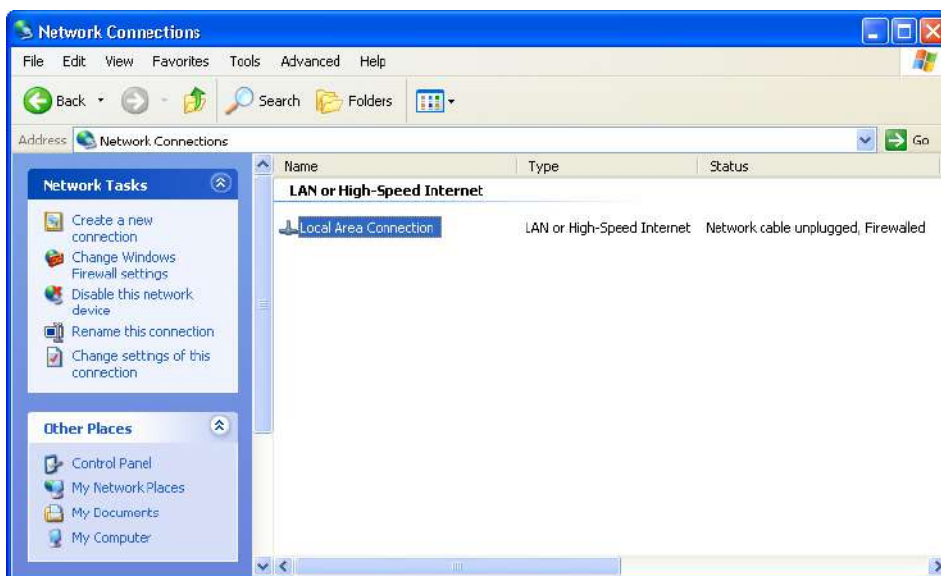 Network Connections
File Edit View Favorites Tools Advanced Help
Back Search Folders
Address Network Connections Go
Network Tasks
Create a new
connection
Change Windows
Firewall settings
Disable this network
device
Rename this connection
Change settings of this
connection
Other Places
Control Panel
My Network Places
My Documents
My Computer
Name Type Status
LAN or High-Speed Internet
Local Area Connection LAN or High-Speed Internet Network cable unplugged, Firewalled